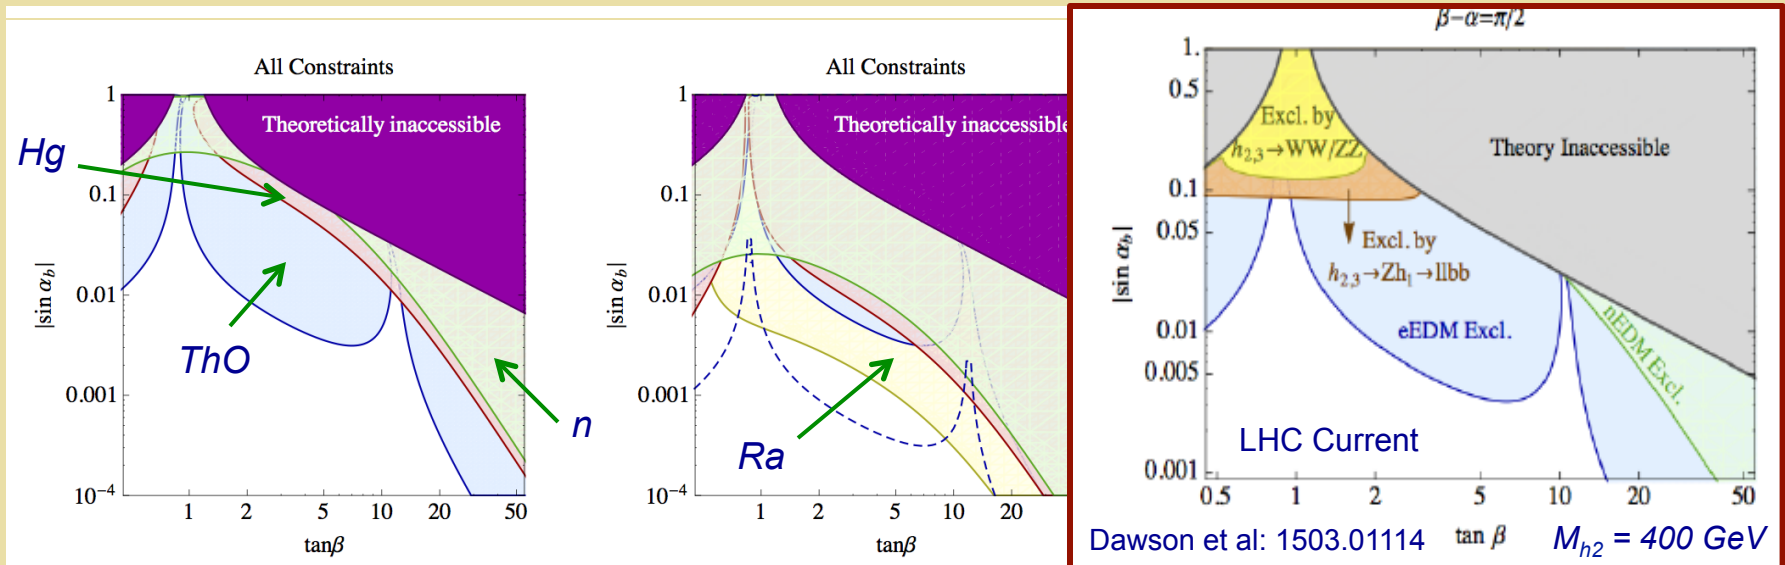 All Constraints
Theoretically inaccessible
Hg
ThO
n
|sin α_b|
1
0.1
0.01
0.001
10⁻⁴
1 2 5 10 20 50
tanβ
All Constraints
Theoretically inaccessible
Ra
|sin α_b|
1
0.1
0.01
0.001
10⁻⁴
1 2 5 10 20
tanβ
β−α=π/2
Excl. by
h₂,₃→WW/ZZ
Theory Inaccessible
Excl. by
h₂,₃→Zh₁→llbb
eEDM Excl.
nEDM Excl.
LHC Current
|sin α_b|
1.
0.5
0.1
0.05
0.01
0.005
0.001
0.5 1 2 5 10 20 50
tan β
Dawson et al: 1503.01114
M_h2 = 400 GeV